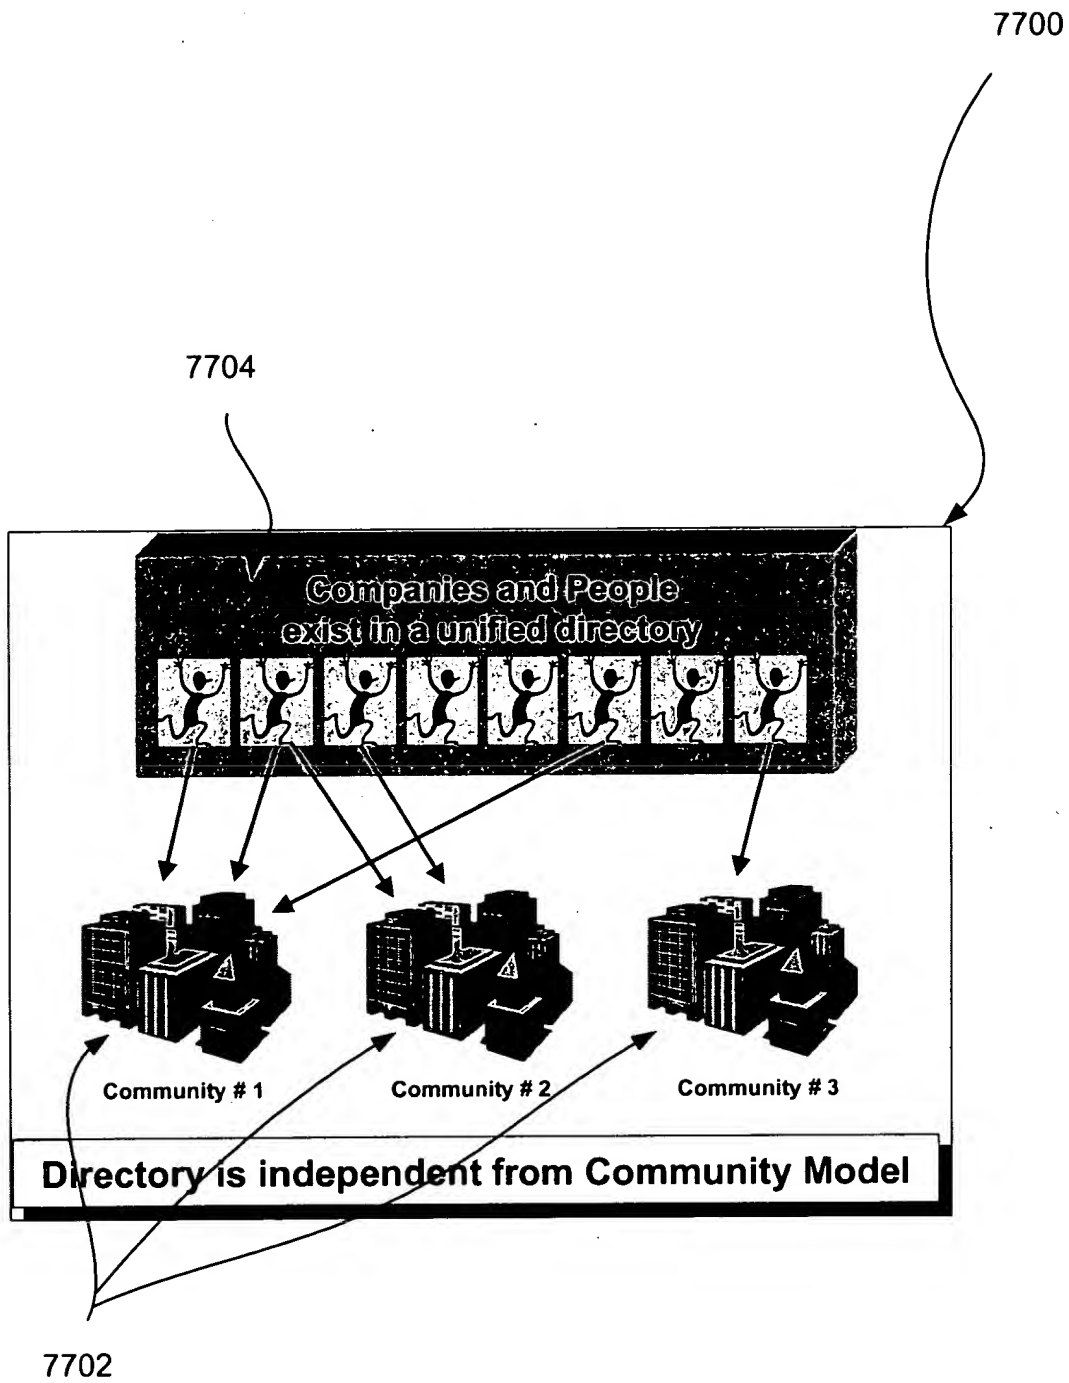 7700
7704
Companies and People
exist in a unified directory
Community # 1
Community # 2
Community # 3
Directory is independent from Community Model
7702